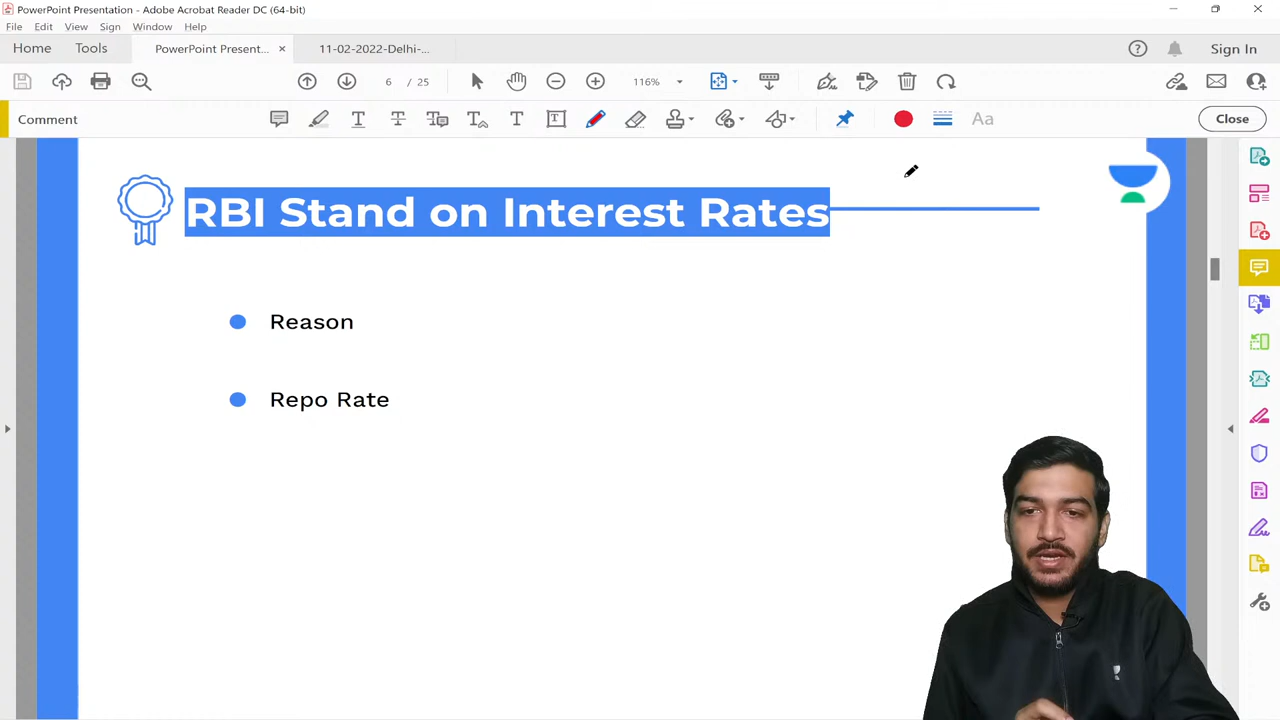 PowerPoint Presentation - Adobe Acrobat Reader DC (64-bit)
File Edit View Sign Window Help
Home Tools PowerPoint Present... × 11-02-2022-Delhi-... Sign In
6 / 25 116%
Comment Aa Close
RBI Stand on Interest Rates
Reason
Repo Rate